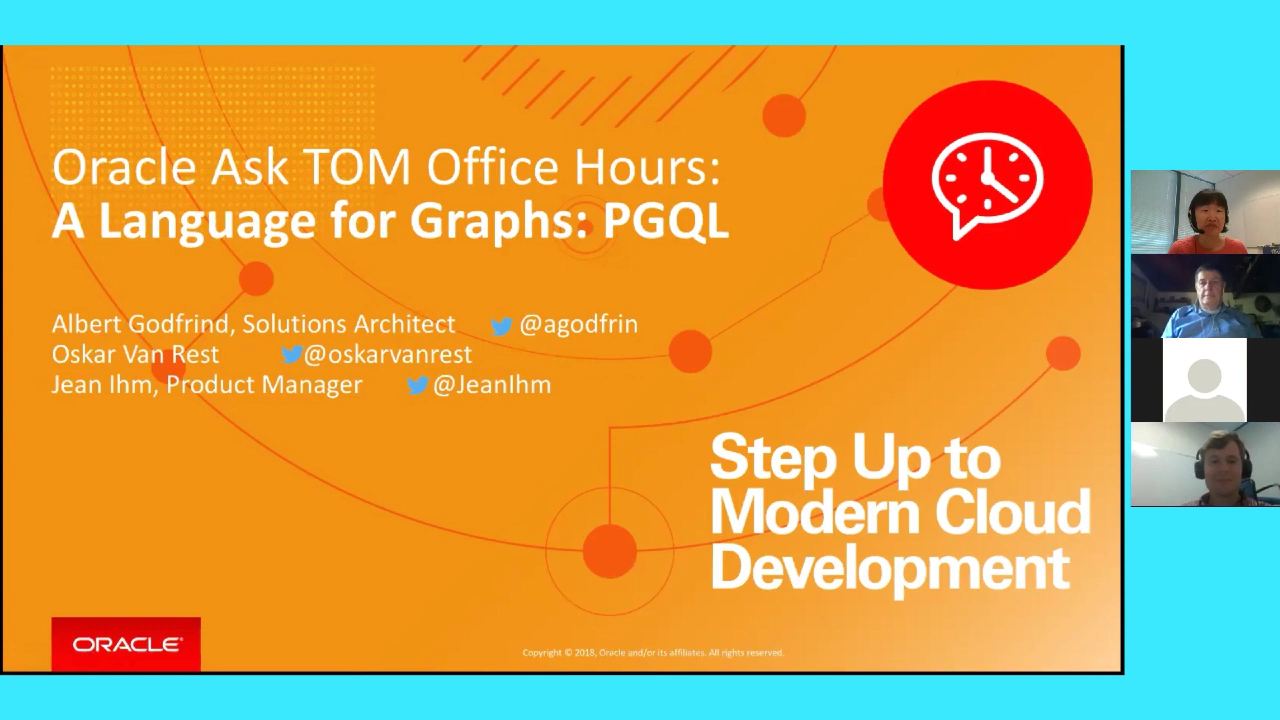 Oracle Ask TOM Office Hours:
A Language for Graphs: PGQL
Albert Godfrind, Solutions Architect @agodfrin
Oskar Van Rest @oskarvanrest
Jean Ihm, Product Manager @JeanIhm
Step Up to
Modern Cloud
Development
ORACLE®
Copyright © 2018, Oracle and/or its affiliates. All rights reserved.